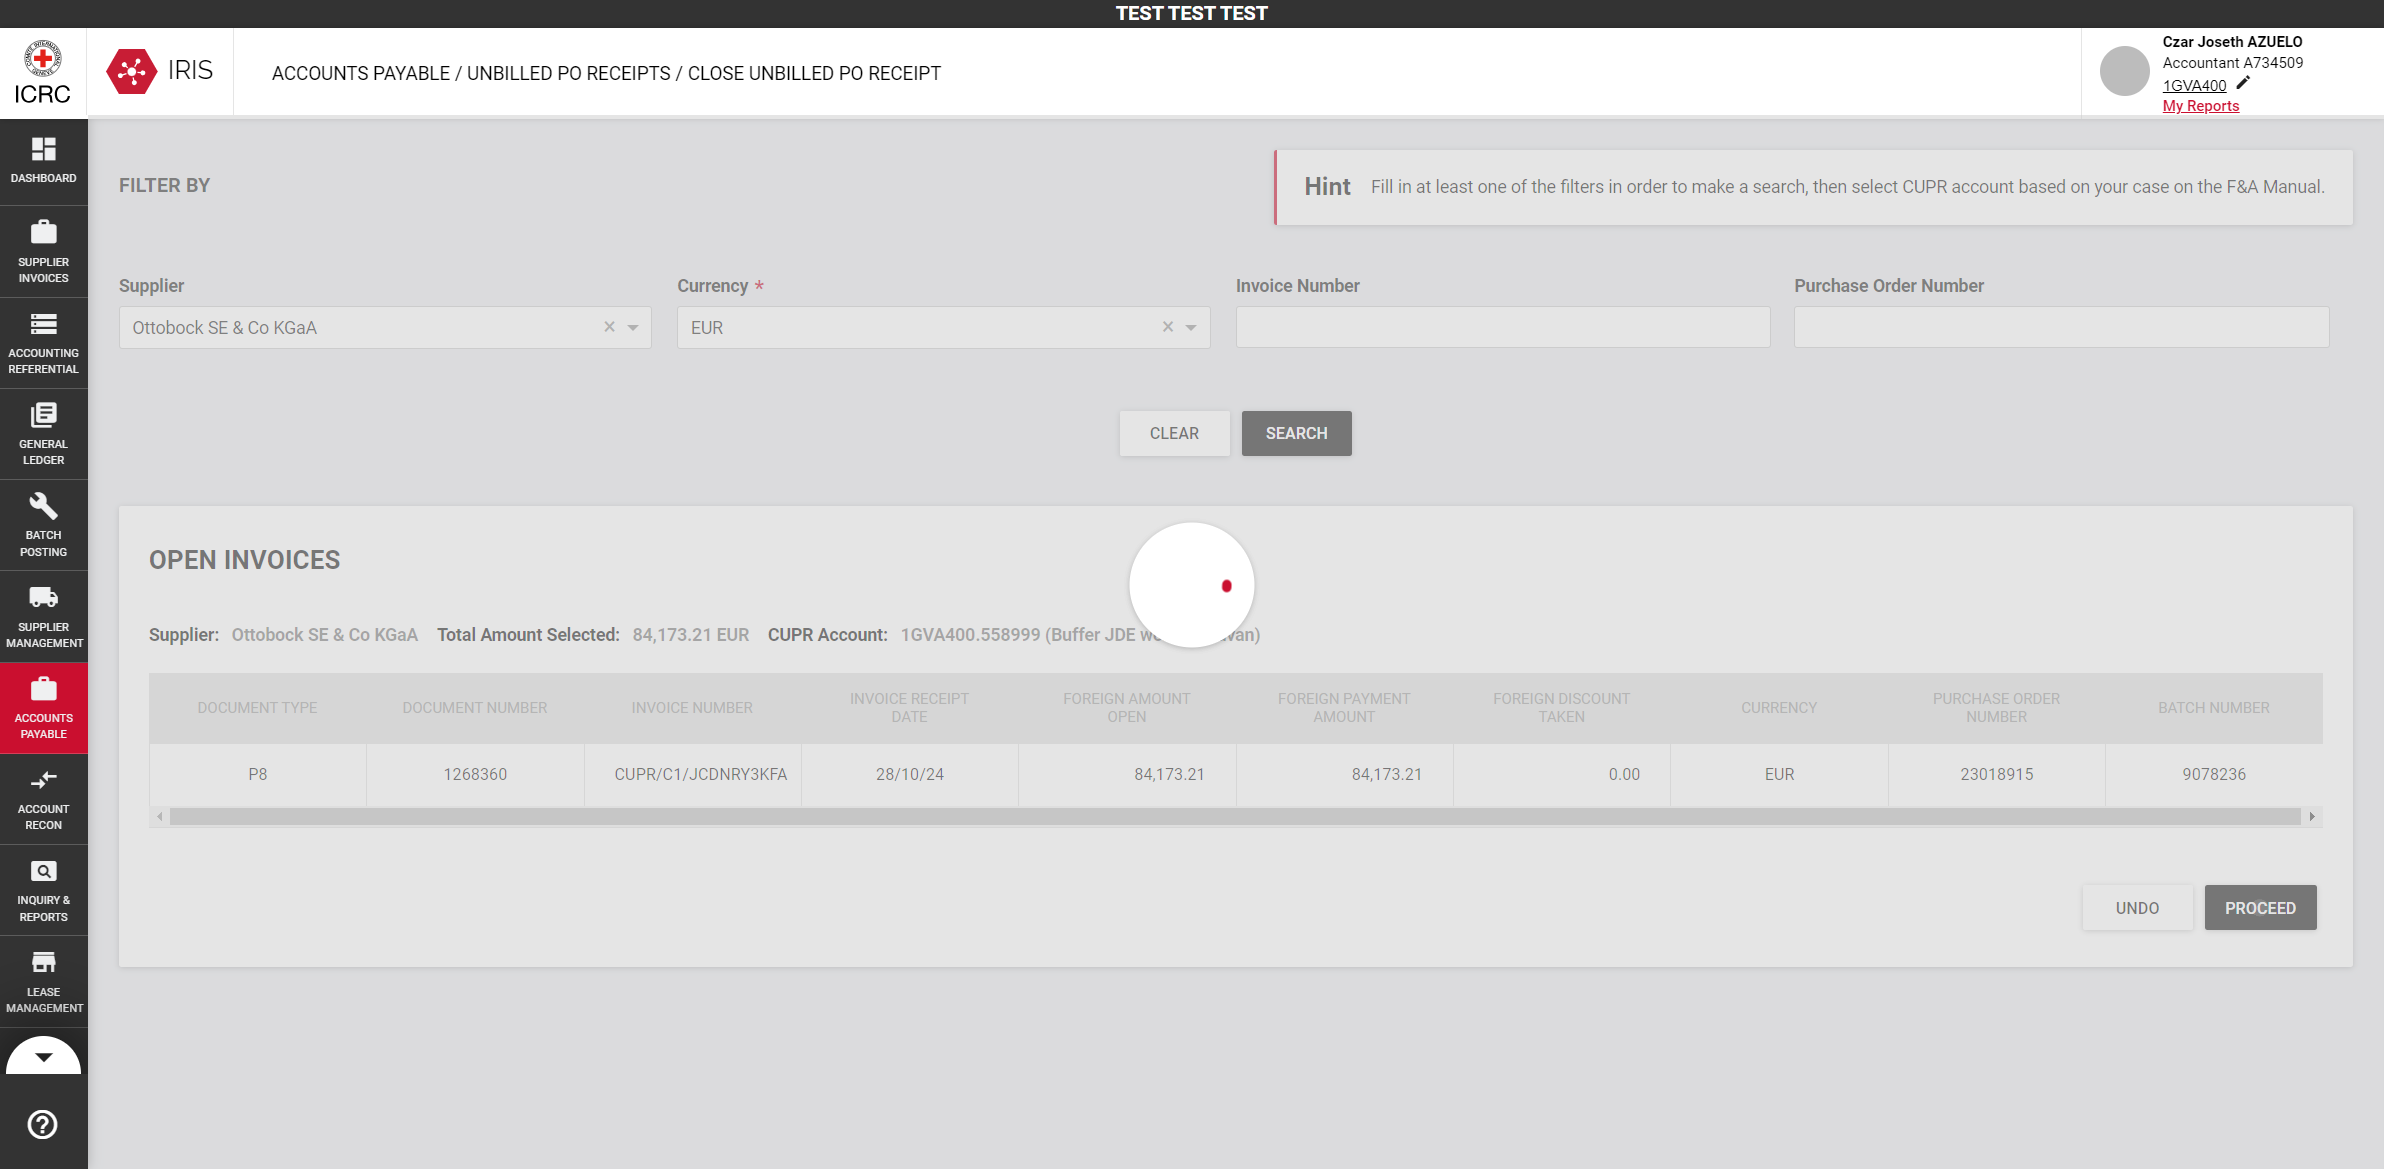 TEST TEST TEST
ICRC
IRIS
ACCOUNTS PAYABLE / UNBILLED PO RECEIPTS / CLOSE UNBILLED PO RECEIPT
Czar Joseth AZUELO
Accountant A734509
1GVA400
My Reports
DASHBOARD
SUPPLIER
INVOICES
ACCOUNTING
REFERENTIAL
GENERAL
LEDGER
BATCH
POSTING
SUPPLIER
MANAGEMENT
ACCOUNTS
PAYABLE
ACCOUNT
RECON
INQUIRY &
REPORTS
LEASE
MANAGEMENT
FILTER BY
Hint Fill in at least one of the filters in order to make a search, then select CUPR account based on your case on the F&A Manual.
Supplier Currency * Invoice Number Purchase Order Number
Ottobock SE & Co KGaA EUR
CLEAR SEARCH
OPEN INVOICES
Supplier: Ottobock SE & Co KGaA Total Amount Selected: 84,173.21 EUR CUPR Account: 1GVA400.558999 (Buffer JDE
DOCUMENT TYPE DOCUMENT NUMBER INVOICE NUMBER INVOICE RECEIPT DATE FOREIGN AMOUNT OPEN FOREIGN PAYMENT AMOUNT FOREIGN DISCOUNT TAKEN CURRENCY PURCHASE ORDER NUMBER BATCH NUMBER
P8 1268360 CUPR/C1/JCDNRY3KFA 28/10/24 84,173.21 84,173.21 0.00 EUR 23018915 9078236
UNDO PROCEED